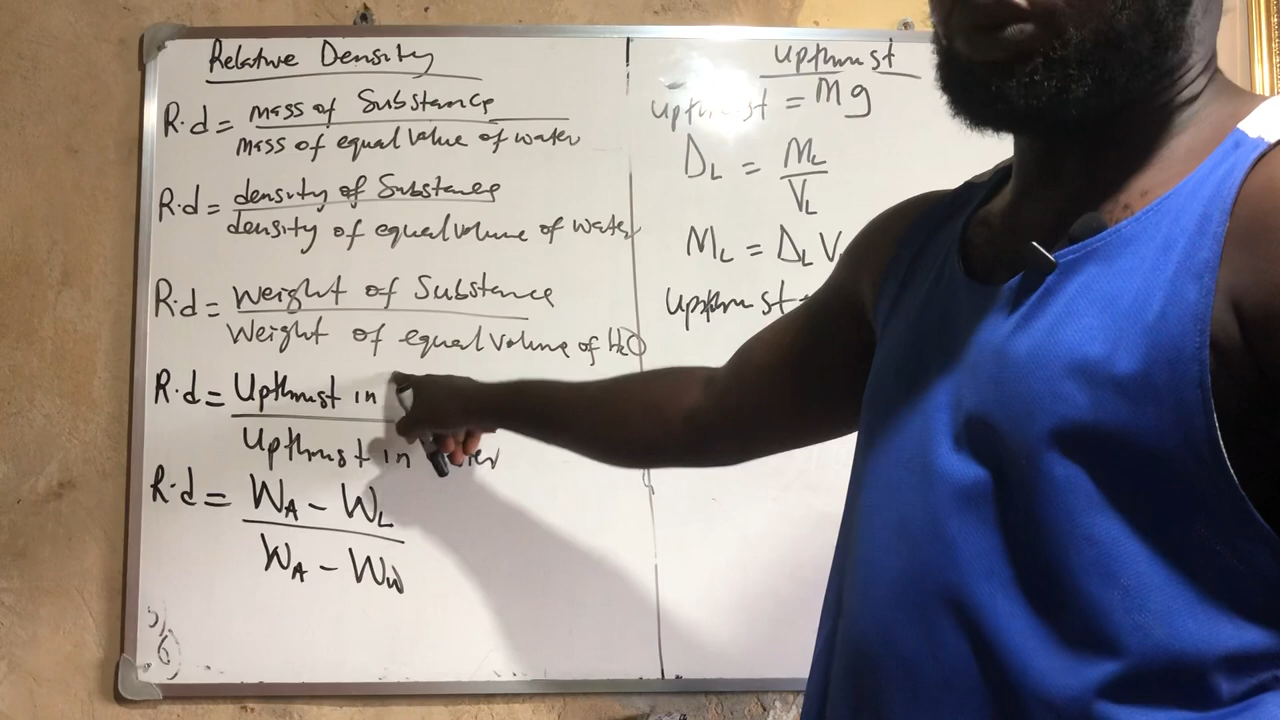 Relative Density
R.d = mass of Substance
mass of equal Value of water
R.d = density of Substance
density of equal volume of water
R.d = Weight of Substance
Weight of equal Volume of H2O
R.d = Upthrust in
Upthrust in
R.d = WA - WL
WA - WW
Upthrust
upthrust = Mg
DL = ML
VL
ML = DL V
Upthrust